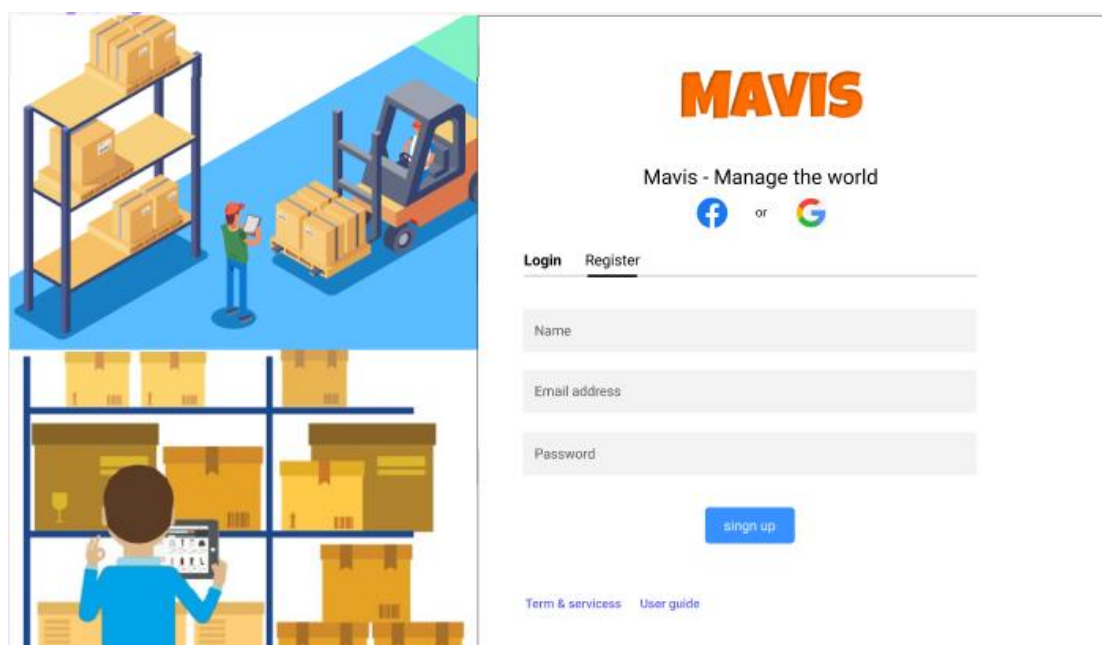 MAVIS
Mavis - Manage the world
or
Login Register
Name
Email address
Password
singn up
Term & servicess User guide